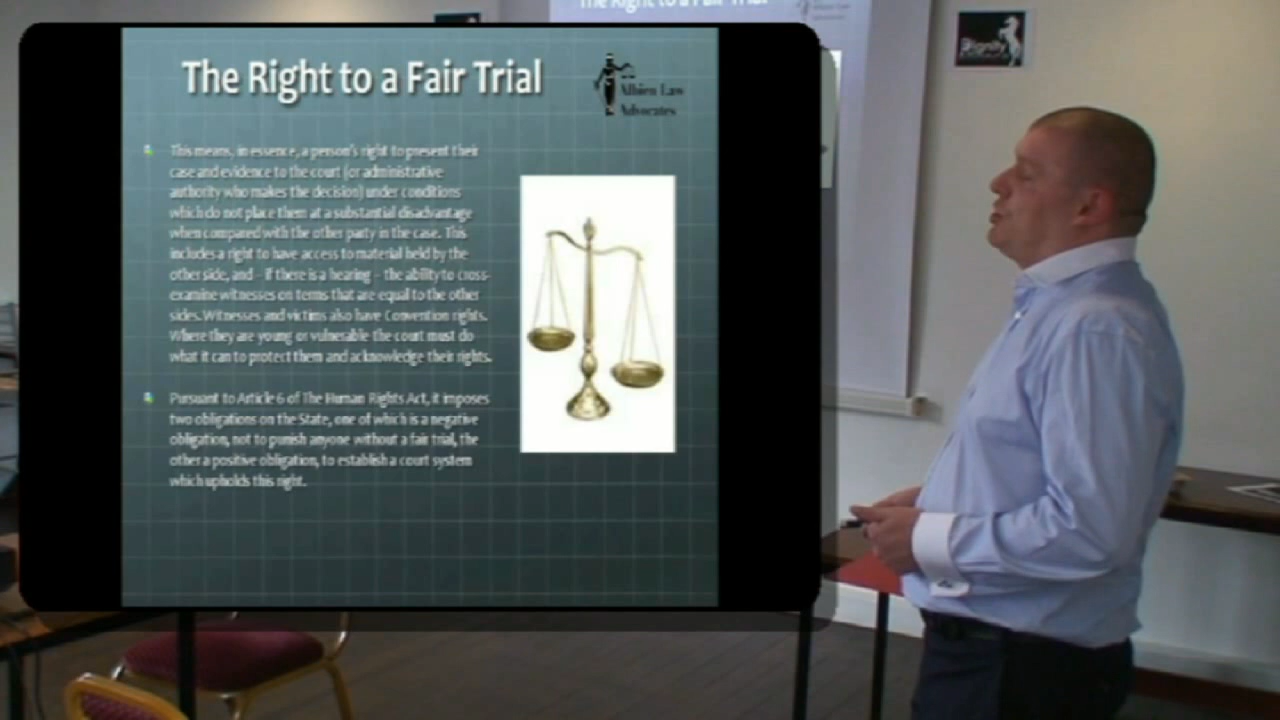 The Right to a Fair Trial
The Right to a Fair Trial
Albien Law
Advocates
This means, in essence, a person's right to present their
case and evidence to the court (or administrative
authority who makes the decision) under conditions
which do not place them at a substantial disadvantage
when compared with the other party in the case. This
includes a right to have access to material held by the
other side, and - if there is a hearing - the ability to cross-
examine witnesses on terms that are equal to the other
sides. Witnesses and victims also have Convention rights.
Where they are young or vulnerable the court must do
what it can to protect them and acknowledge their rights.
Pursuant to Article 6 of The Human Rights Act, it imposes
two obligations on the State, one of which is a negative
obligation, not to punish anyone without a fair trial, the
other a positive obligation, to establish a court system
which upholds this right.
Dignity